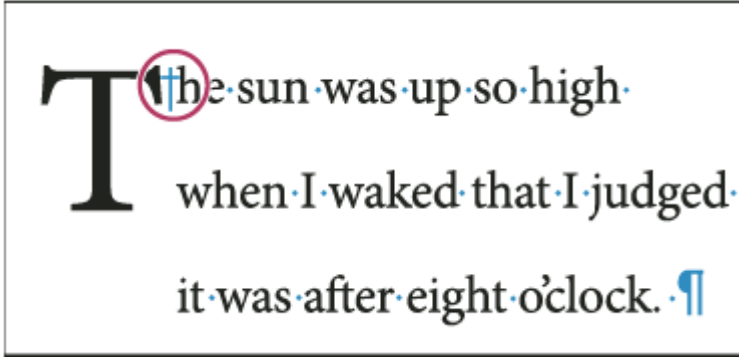 The sun was up so high
when I waked that I judged
it was after eight o’clock. ¶